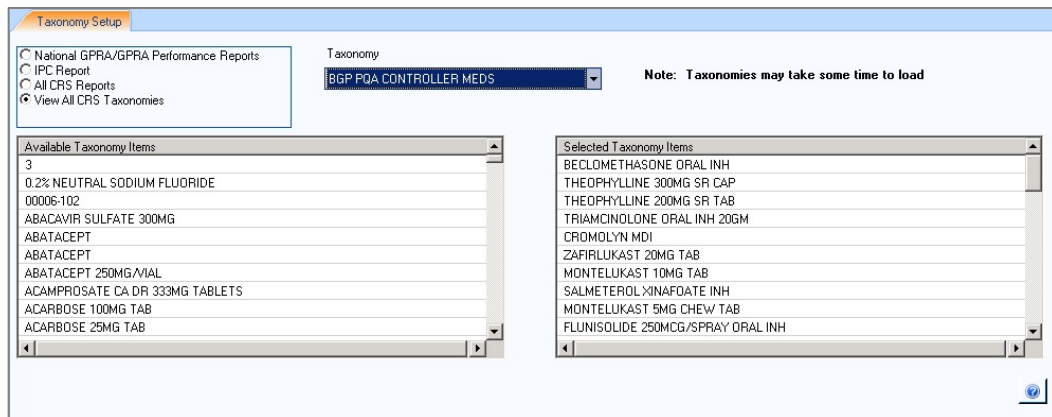 Taxonomy Setup
National GPRA/GPRA Performance Reports
IPC Report
All CRS Reports
View All CRS Taxonomies
Taxonomy
BGP PQA CONTROLLER MEDS
Note: Taxonomies may take some time to load
Available Taxonomy Items
3
0.2% NEUTRAL SODIUM FLUORIDE
00006-102
ABACAVIR SULFATE 300MG
ABATACEPT
ABATACEPT
ABATACEPT 250MG/VIAL
ACAMPROSATE CA DR 333MG TABLETS
ACARBOSE 100MG TAB
ACARBOSE 25MG TAB
Selected Taxonomy Items
BECLOMETHASONE ORAL INH
THEOPHYLLINE 300MG SR CAP
THEOPHYLLINE 200MG SR TAB
TRIAMCINOLONE ORAL INH 20GM
CROMOLYN MDI
ZAFIRLUKAST 20MG TAB
MONTELUKAST 10MG TAB
SALMETEROL XINAFOATE INH
MONTELUKAST 5MG CHEW TAB
FLUNISOLIDE 250MCG/SPRAY ORAL INH